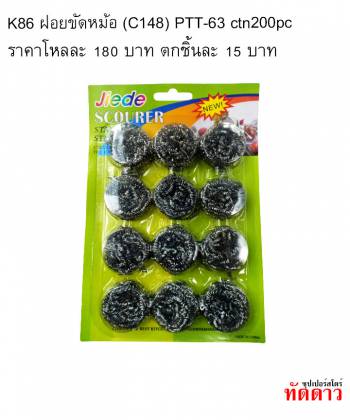 K86 ฝอยขัดหม้อ (C148) PTT-63 ctn200pc
ราคาโหลละ 180 บาท ตกชิ้นละ 15 บาท
Jiede
SCOURER
NEW!
ซุปเปอร์สโตร์
ทัดดาว